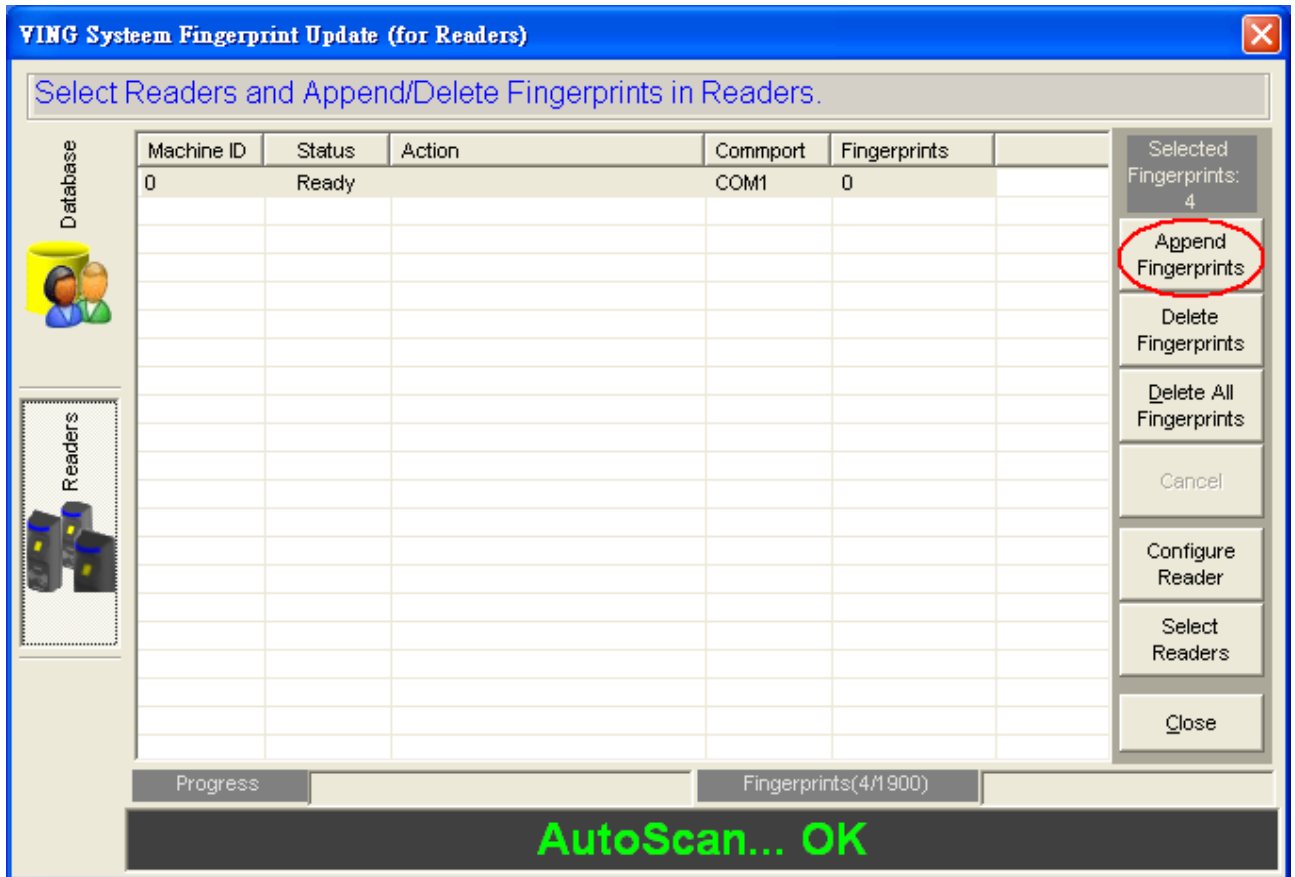 VING Systeem Fingerprint Update (for Readers)
Select Readers and Append/Delete Fingerprints in Readers.
Database
Readers
Machine ID Status Action Commport Fingerprints
0 Ready COM1 0
Selected
Fingerprints:
4
Append
Fingerprints
Delete
Fingerprints
Delete All
Fingerprints
Cancel
Configure
Reader
Select
Readers
Close
Progress Fingerprints(4/1900)
AutoScan... OK